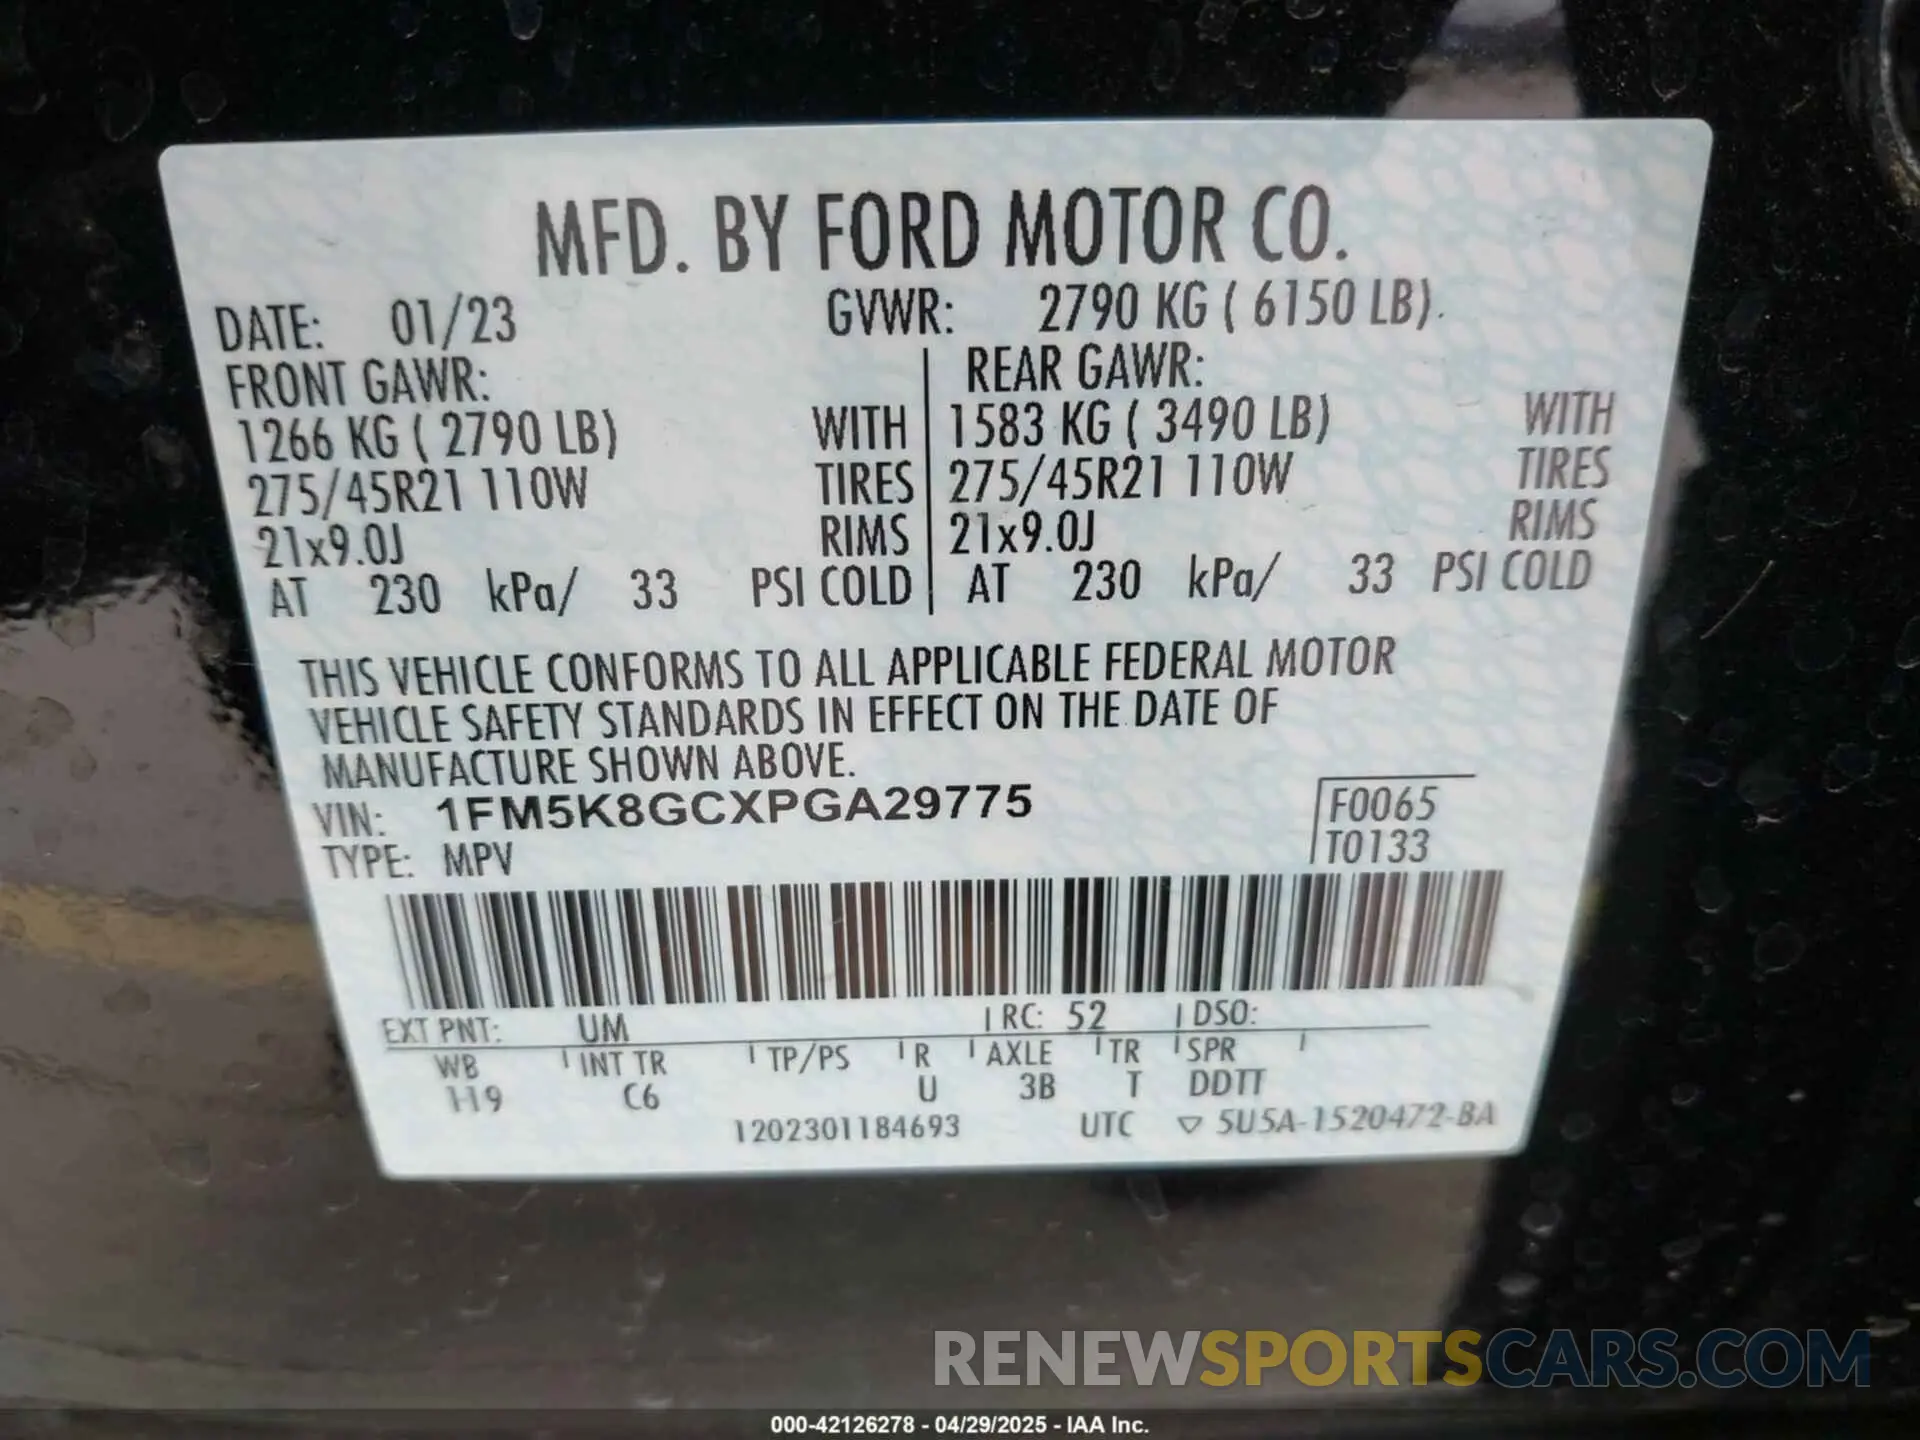 MFD. BY FORD MOTOR CO.
DATE: 01/23 GVWR: 2790 KG ( 6150 LB).
FRONT GAWR: REAR GAWR:
1266 KG ( 2790 LB) WITH 1583 KG ( 3490 LB) WITH
275/45R21 110W TIRES 275/45R21 110W TIRES
21x9.0J RIMS 21x9.0J RIMS
AT 230 kPa/ 33 PSI COLD AT 230 kPa/ 33 PSI COLD
THIS VEHICLE CONFORMS TO ALL APPLICABLE FEDERAL MOTOR
VEHICLE SAFETY STANDARDS IN EFFECT ON THE DATE OF
MANUFACTURE SHOWN ABOVE.
VIN: 1FM5K8GCXPGA29775 F0065
TYPE: MPV T0133
EXT PNT: UM RC: 52 DSO:
WB INT TR TP/PS R AXLE TR SPR
119 C6 U 3B T DDTT
1202301184693 UTC ▽ 5U5A-1520472-BA
RENEWSPORTSCARS.COM
000-42126278 - 04/29/2025 - IAA Inc.